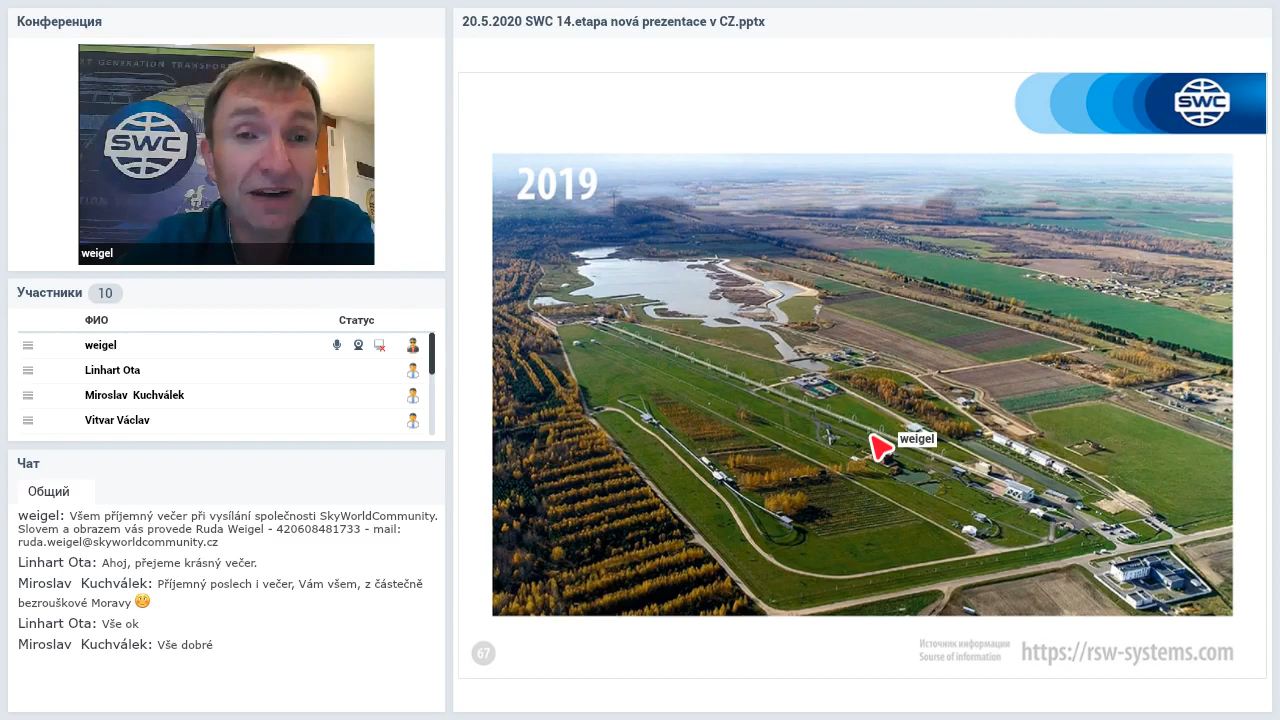 Конференция
XT GENERATION TRANSPOR
SWC
weigel
Участники 10
ФИО Статус
weigel
Linhart Ota
Miroslav Kuchválek
Vitvar Václav
Чат
Общий
weigel: Všem příjemný večer při vysílání společnosti SkyWorldCommunity.
Slovem a obrazem vás provede Ruda Weigel - 420608481733 - mail:
ruda.weigel@skyworldcommunity.cz
Linhart Ota: Ahoj, přejeme krásný večer.
Miroslav Kuchválek: Příjemný poslech i večer, Vám všem, z částečně
bezrouškové Moravy
Linhart Ota: Vše ok
Miroslav Kuchválek: Vše dobré
20.5.2020 SWC 14.etapa nová prezentace v CZ.pptx
SWC
2019
weigel
67
Источник информации
Sourse of information
https://rsw-systems.com